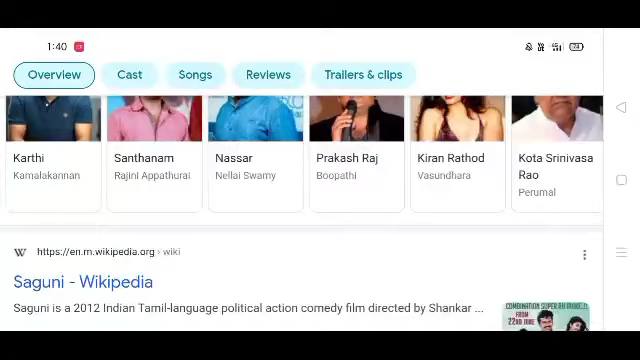 1:40
Overview
Cast
Songs
Reviews
Trailers & clips
Karthi
Kamalakannan
Santhanam
Rajini Appathurai
Nassar
Nellai Swamy
Prakash Raj
Boopathi
Kiran Rathod
Vasundhara
Kota Srinivasa
Rao
Perumal
W https://en.m.wikipedia.org › wiki
Saguni - Wikipedia
Saguni is a 2012 Indian Tamil-language political action comedy film directed by Shankar ...
COMBINATION SUPER
FROM
22ND JUNE